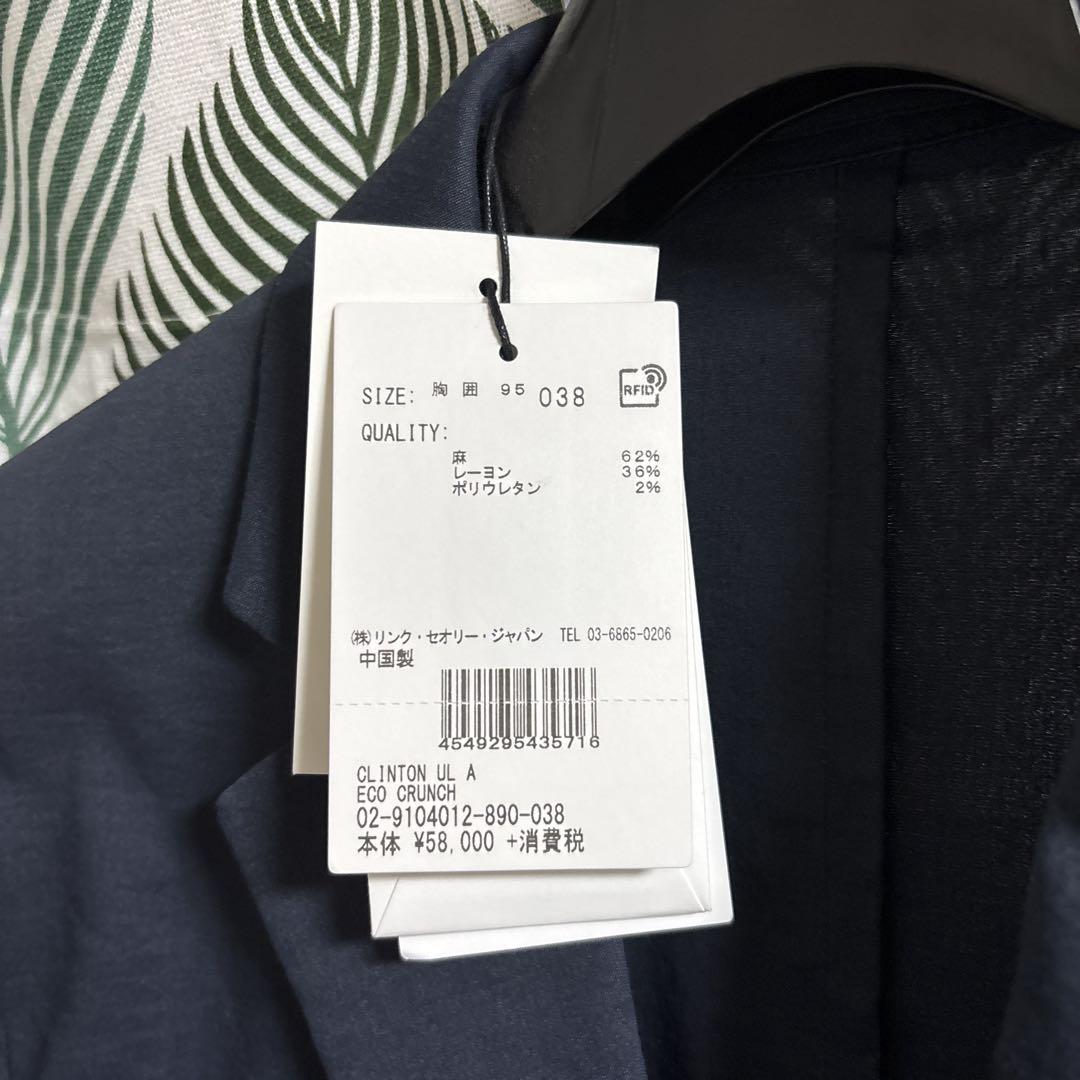 SIZE: 胸囲 95 038
RFID
QUALITY:
麻 62%
レーヨン 36%
ポリウレタン 2%
㈱リンク・セオリー・ジャパン TEL 03-6865-0206
中国製
4549295435716
CLINTON UL A
ECO CRUNCH
02-9104012-890-038
本体 ¥58,000 +消費税